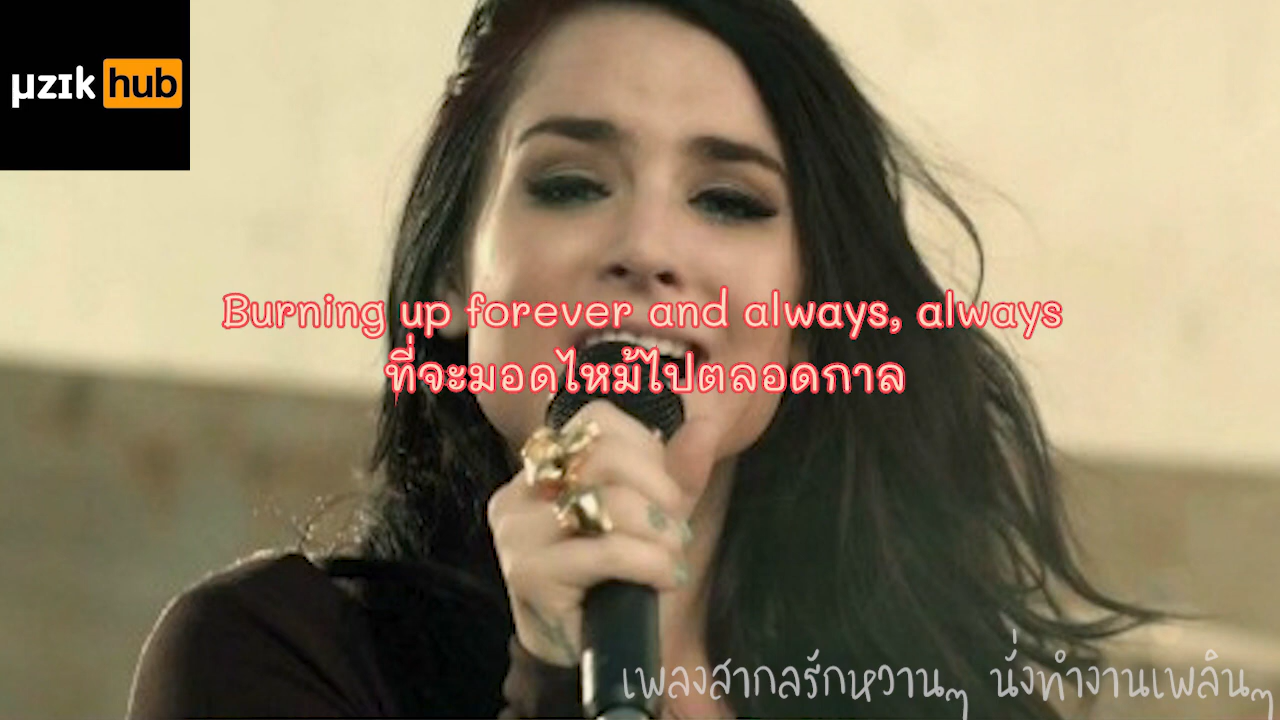 μzɪk hub
Burning up forever and always, always
ที่จะมอดไหม้ไปตลอดกาล
เพลงสากลรักหวานๆ นั่งทำงานเพลินๆ